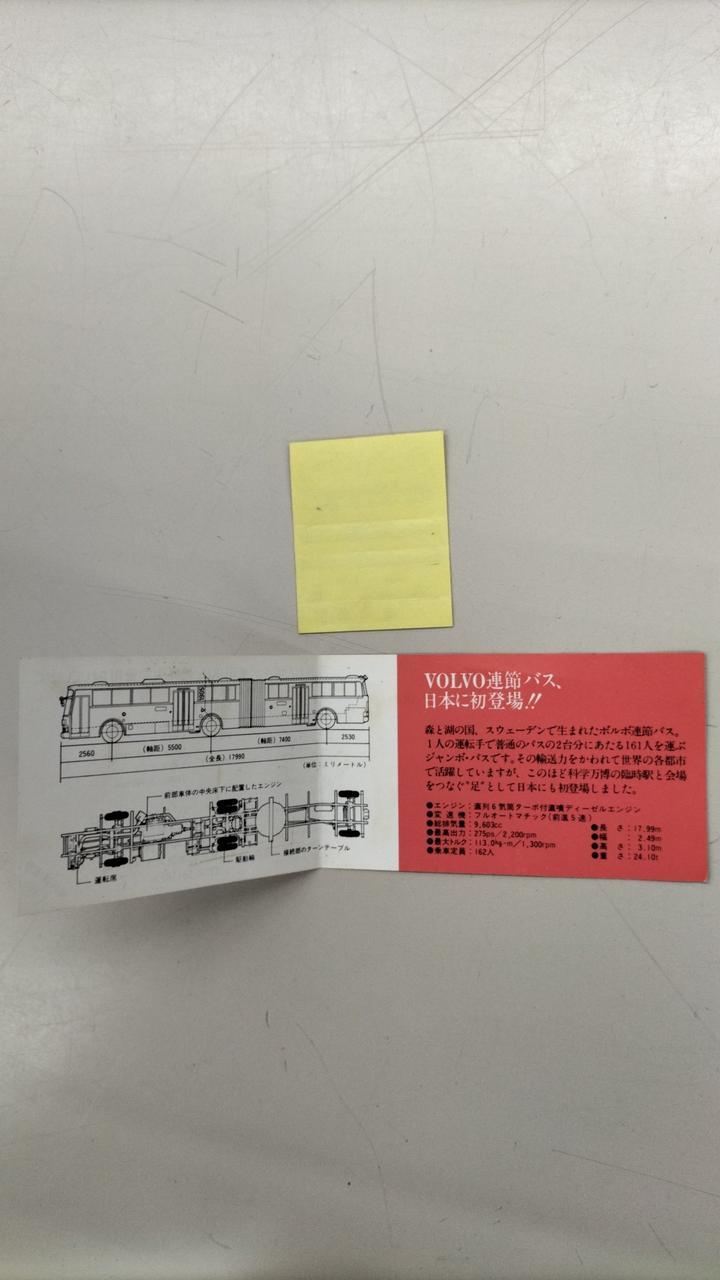 2560
(軸距) 5500
(軸距) 7400
2530
(全長) 17990
(単位:ミリメートル)
前部車体の中央床下に配置したエンジン
運転席
駆動輪
接続部のターンテーブル
VOLVO連節バス、
日本に初登場!!
森と湖の国、スウェーデンで生まれたボルボ連節バス。
1人の運転手で普通のバスの2台分にあたる161人を運ぶ
ジャンボ・バスです。その輸送力をかわれて世界の各都市
で活躍していますが、このほど科学万博の臨時駅と会場
をつなぐ"足"として日本にも初登場しました。
●エンジン:直列6気筒ターボ付直噴ディーゼルエンジン
●変速機:フルオートマチック(前進5速)
●総排気量:9,603cc
●最高出力:275ps/2,200rpm
●最大トルク:113.0kg-m/1,300rpm
●乗車定員:162人
●長さ:17.99m
●幅:2.49m
●高さ:3.10m
●重さ:24.10t